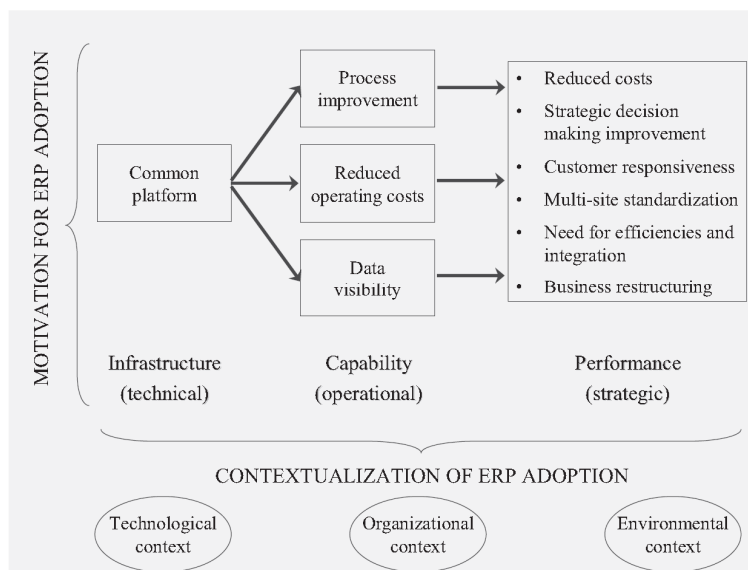 MOTIVATION FOR ERP ADOPTION
Common
platform
Process
improvement
Reduced
operating costs
Data
visibility
• Reduced costs
• Strategic decision
making improvement
• Customer responsiveness
• Multi-site standardization
• Need for efficiencies and
integration
• Business restructuring
Infrastructure
(technical)
Capability
(operational)
Performance
(strategic)
CONTEXTUALIZATION OF ERP ADOPTION
Technological
context
Organizational
context
Environmental
context